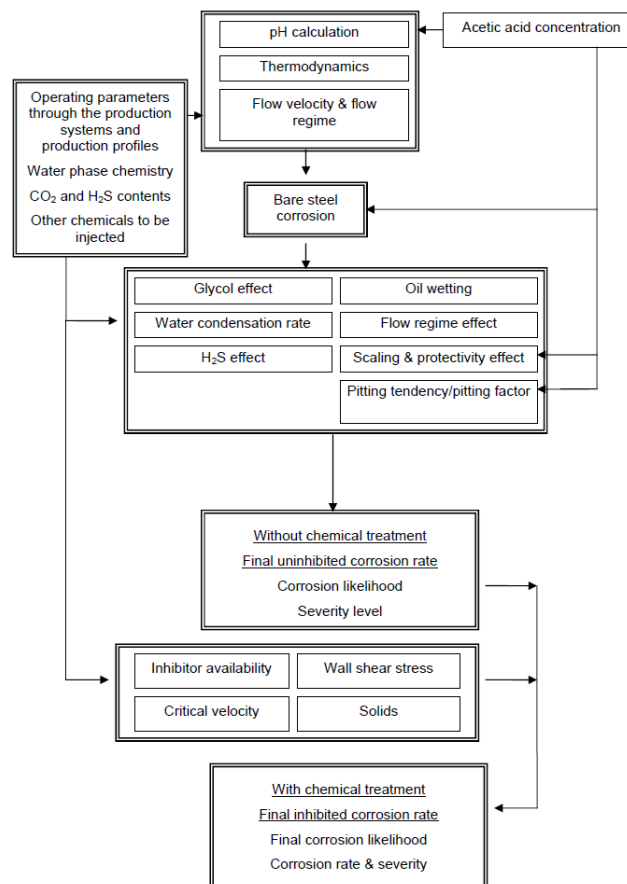 pH calculation
Acetic acid concentration
Thermodynamics
Flow velocity & flow
regime
Operating parameters
through the production
systems and
production profiles
Water phase chemistry
CO₂ and H₂S contents
Other chemicals to be
injected
Bare steel
corrosion
Glycol effect
Oil wetting
Water condensation rate
Flow regime effect
H₂S effect
Scaling & protectivity effect
Pitting tendency/pitting factor
Without chemical treatment
Final uninhibited corrosion rate
Corrosion likelihood
Severity level
Inhibitor availability
Wall shear stress
Critical velocity
Solids
With chemical treatment
Final inhibited corrosion rate
Final corrosion likelihood
Corrosion rate & severity